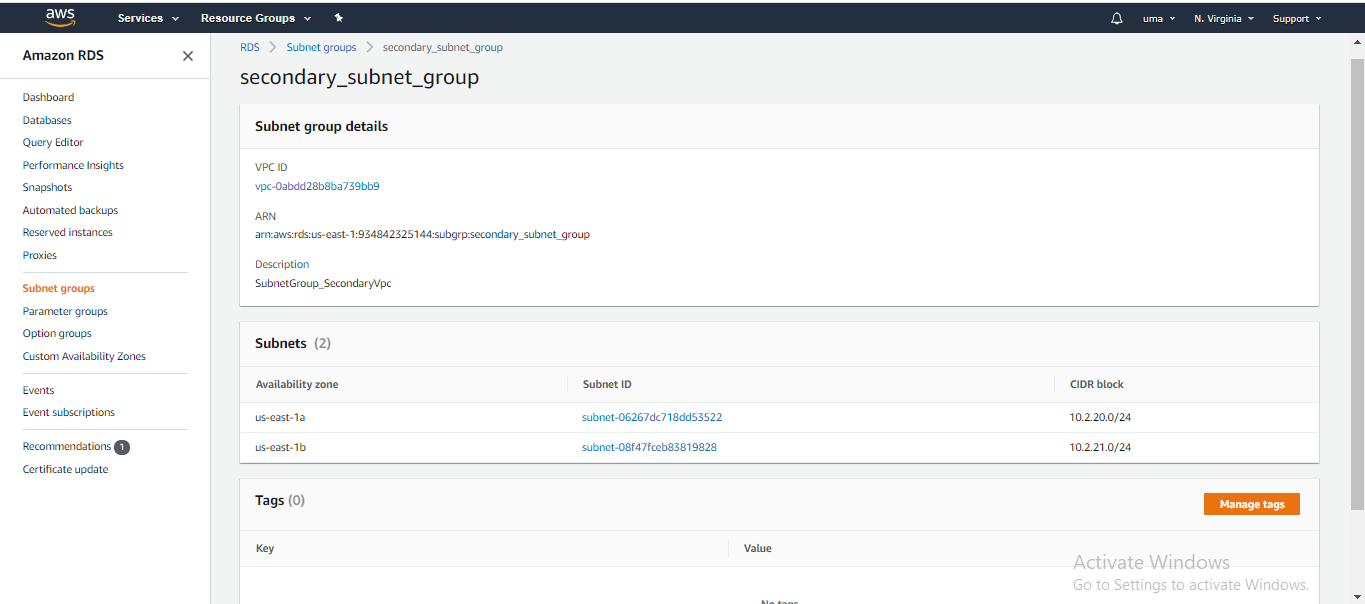 aws Services Resource Groups uma N. Virginia Support
Amazon RDS
Dashboard
Databases
Query Editor
Performance Insights
Snapshots
Automated backups
Reserved instances
Proxies
Subnet groups
Parameter groups
Option groups
Custom Availability Zones
Events
Event subscriptions
Recommendations 1
Certificate update
RDS Subnet groups secondary_subnet_group
secondary_subnet_group
Subnet group details
VPC ID
vpc-0abdd28b8ba739bb9
ARN
arn:aws:rds:us-east-1:934842325144:subgrp:secondary_subnet_group
Description
SubnetGroup_SecondaryVpc
Subnets (2)
Availability zone Subnet ID CIDR block
us-east-1a subnet-06267dc718dd53522 10.2.20.0/24
us-east-1b subnet-08f47fceb83819828 10.2.21.0/24
Tags (0) Manage tags
Key Value
No tags
Activate Windows
Go to Settings to activate Windows.